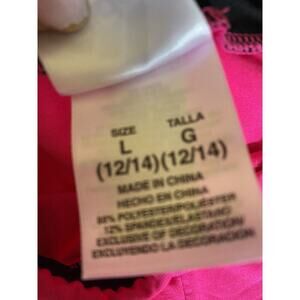 SIZE TALLA
L G
(12/14) (12/14)
MADE IN CHINA
HECHO EN CHINA
88% POLYESTER/POLIESTER
12% SPANDEX/ELASTANO
EXCLUSIVE OF DECORATION
EXCLUYENDO LA DECORACION